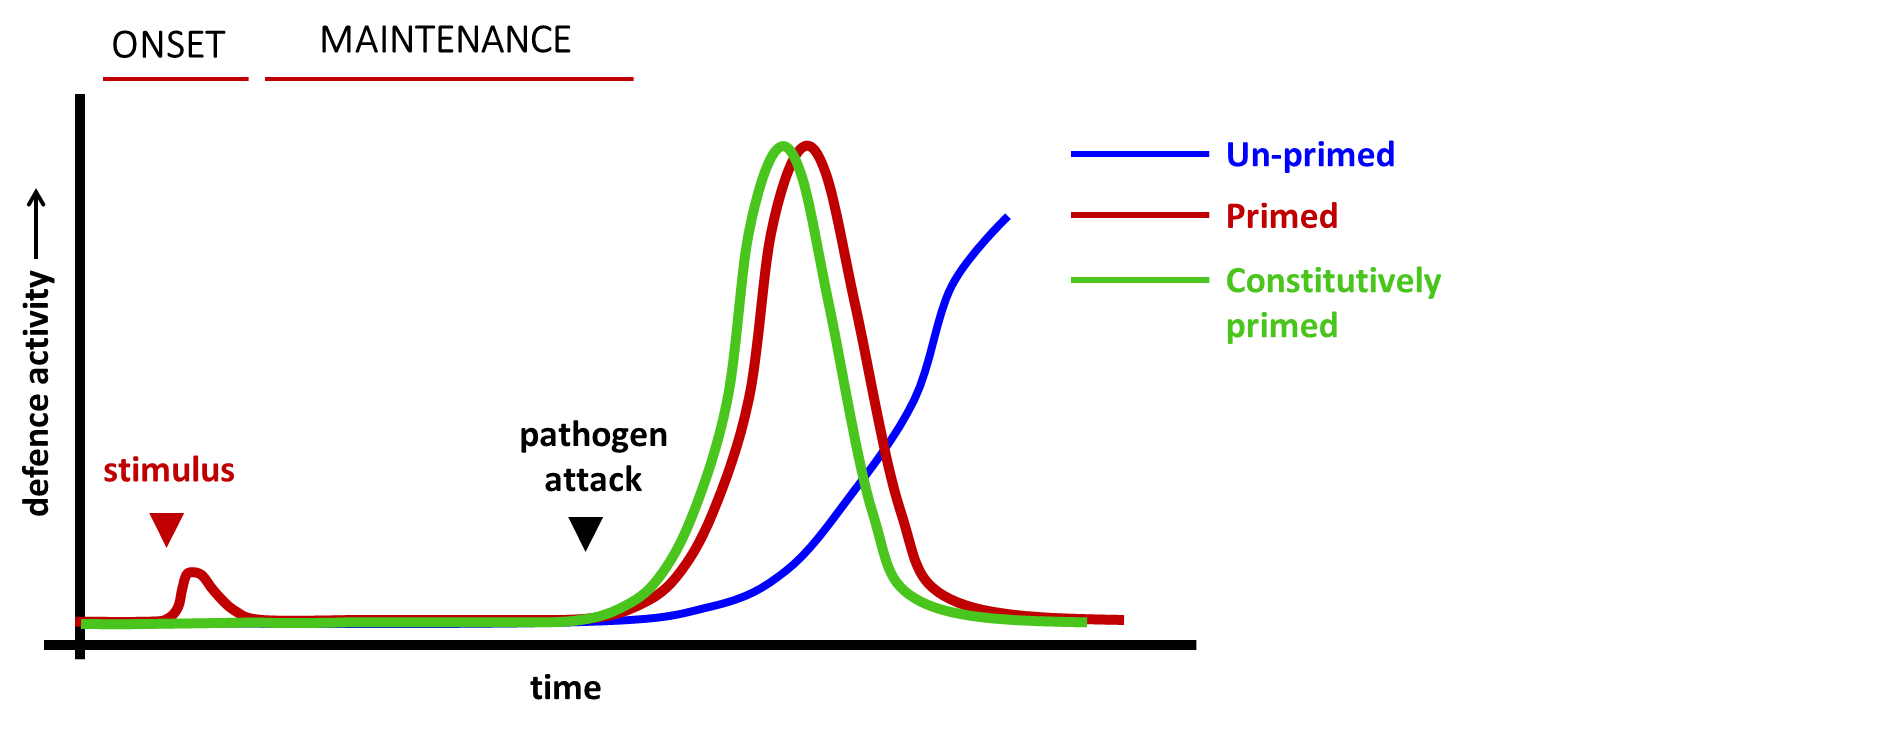 ONSET
MAINTENANCE
defence activity
stimulus
pathogen
attack
time
Un-primed
Primed
Constitutively
primed